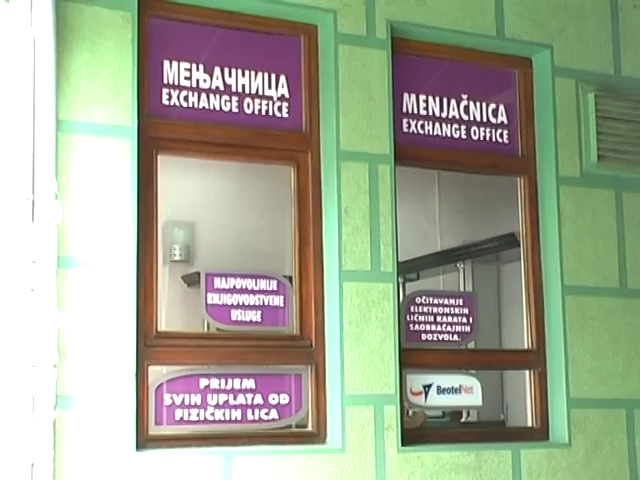 МЕЊАЧНИЦА
EXCHANGE OFFICE
NAJPOVOLJNIJE
KNJIGOVODSTVENE
USLUGE
PRIJEM
SVIH UPLATA OD
FIZIČKIH LICA
MENJAČNICA
EXCHANGE OFFICE
OČITAVANJE
ELEKTRONSKIH
LIČNIH KARATA I
SAOBRAĆAJNIH
DOZVOLA.
BeotelNet